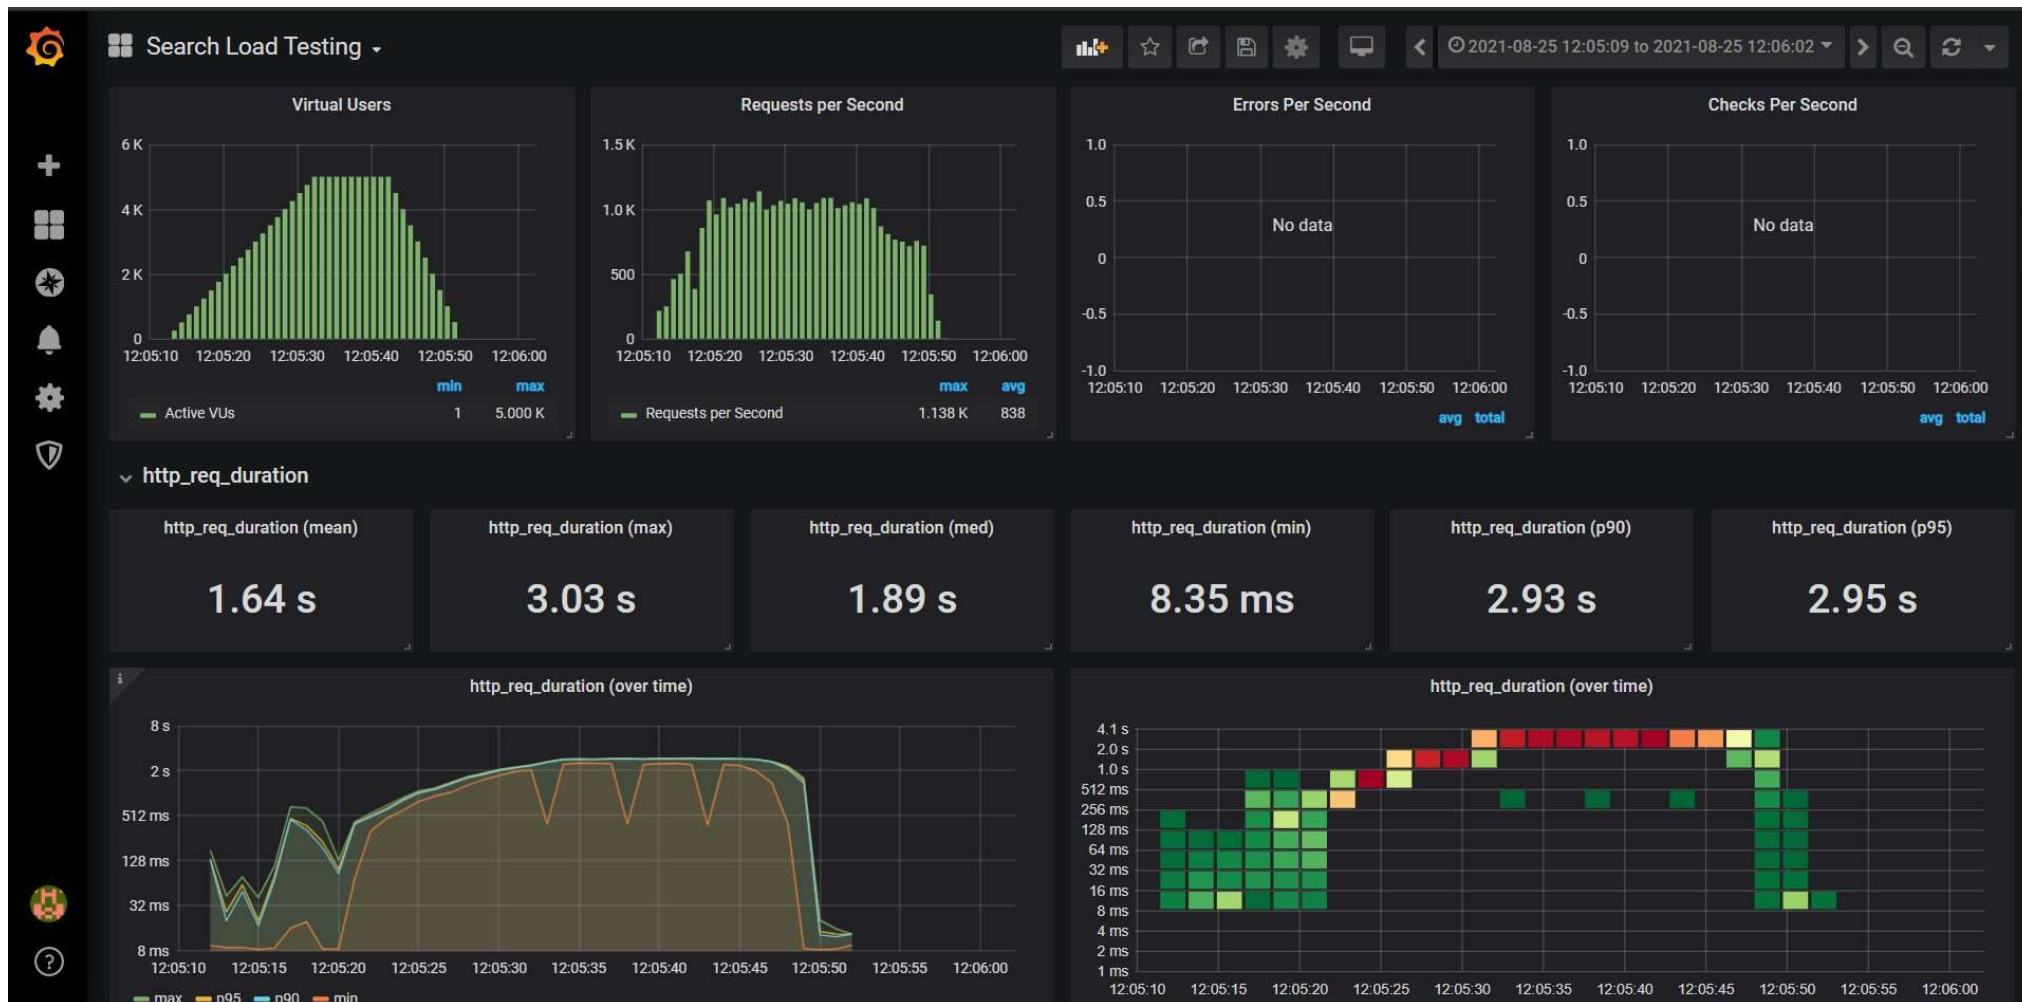 Search Load Testing
2021-08-25 12:05:09 to 2021-08-25 12:06:02
Virtual Users
6 K
4 K
2 K
0
12:05:10 12:05:20 12:05:30 12:05:40 12:05:50 12:06:00
min max
Active VUs 1 5.000 K
Requests per Second
1.5 K
1.0 K
500
0
12:05:10 12:05:20 12:05:30 12:05:40 12:05:50 12:06:00
max avg
Requests per Second 1.138 K 838
Errors Per Second
1.0
0.5
No data
0
-0.5
-1.0
12:05:10 12:05:20 12:05:30 12:05:40 12:05:50 12:06:00
avg total
Checks Per Second
1.0
0.5
No data
0
-0.5
-1.0
12:05:10 12:05:20 12:05:30 12:05:40 12:05:50 12:06:00
avg total
http_req_duration
http_req_duration (mean)
1.64 s
http_req_duration (max)
3.03 s
http_req_duration (med)
1.89 s
http_req_duration (min)
8.35 ms
http_req_duration (p90)
2.93 s
http_req_duration (p95)
2.95 s
i
http_req_duration (over time)
8 s
2 s
512 ms
128 ms
32 ms
8 ms
12:05:10 12:05:15 12:05:20 12:05:25 12:05:30 12:05:35 12:05:40 12:05:45 12:05:50 12:05:55 12:06:00
max p95 p90 min
http_req_duration (over time)
4.1 s
2.0 s
1.0 s
512 ms
256 ms
128 ms
64 ms
32 ms
16 ms
8 ms
4 ms
2 ms
1 ms
12:05:10 12:05:15 12:05:20 12:05:25 12:05:30 12:05:35 12:05:40 12:05:45 12:05:50 12:05:55 12:06:00
?